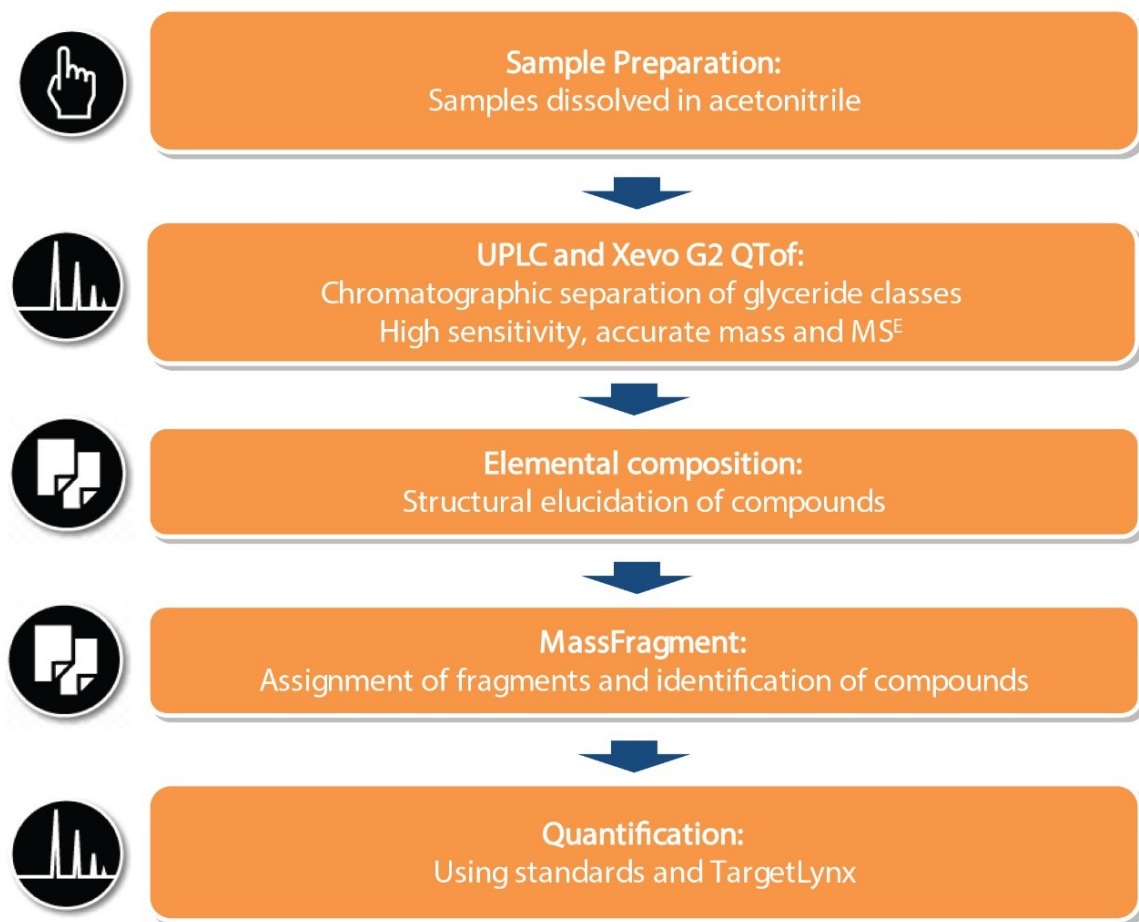 Sample Preparation:
Samples dissolved in acetonitrile
UPLC and Xevo G2 QTof:
Chromatographic separation of glyceride classes
High sensitivity, accurate mass and MSᴱ
Elemental composition:
Structural elucidation of compounds
MassFragment:
Assignment of fragments and identification of compounds
Quantification:
Using standards and TargetLynx